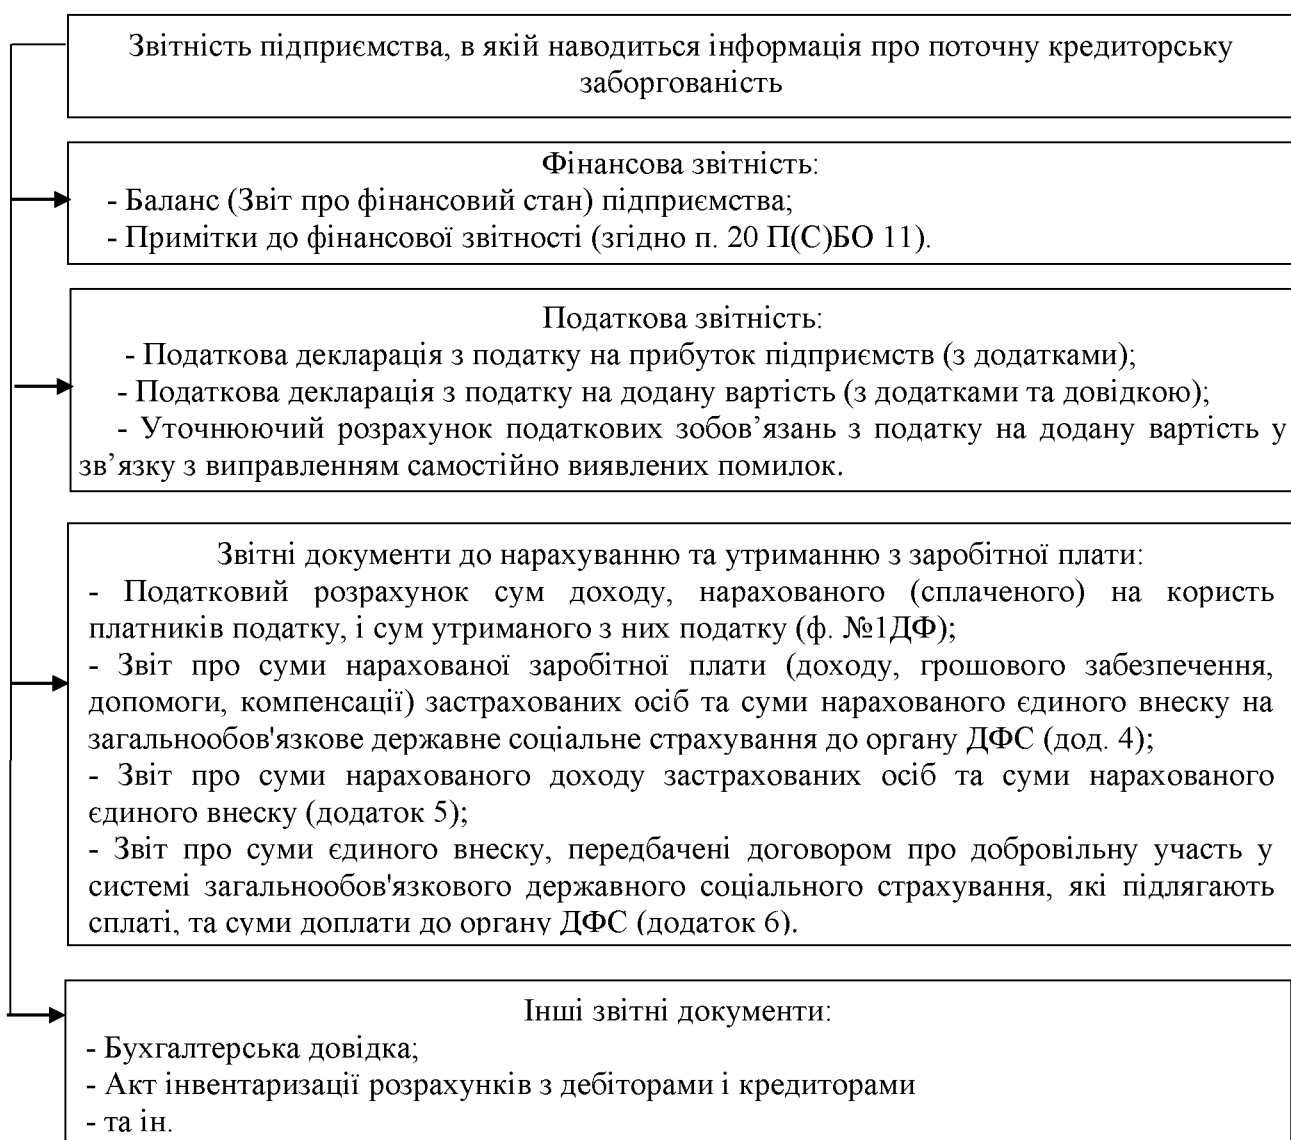 Звітність підприємства, в якій наводиться інформація про поточну кредиторську
заборгованість
Фінансова звітність:
- Баланс (Звіт про фінансовий стан) підприємства;
- Примітки до фінансової звітності (згідно п. 20 П(С)БО 11).
Податкова звітність:
- Податкова декларація з податку на прибуток підприємств (з додатками);
- Податкова декларація з податку на додану вартість (з додатками та довідкою);
- Уточнюючий розрахунок податкових зобов’язань з податку на додану вартість у
зв’язку з виправленням самостійно виявлених помилок.
Звітні документи до нарахуванню та утриманню з заробітної плати:
- Податковий розрахунок сум доходу, нарахованого (сплаченого) на користь
платників податку, і сум утриманого з них податку (ф. №1ДФ);
- Звіт про суми нарахованої заробітної плати (доходу, грошового забезпечення,
допомоги, компенсації) застрахованих осіб та суми нарахованого єдиного внеску на
загальнообов'язкове державне соціальне страхування до органу ДФС (дод. 4);
- Звіт про суми нарахованого доходу застрахованих осіб та суми нарахованого
єдиного внеску (додаток 5);
- Звіт про суми єдиного внеску, передбачені договором про добровільну участь у
системі загальнообов'язкового державного соціального страхування, які підлягають
сплаті, та суми доплати до органу ДФС (додаток 6).
Інші звітні документи:
- Бухгалтерська довідка;
- Акт інвентаризації розрахунків з дебіторами і кредиторами
- та ін.